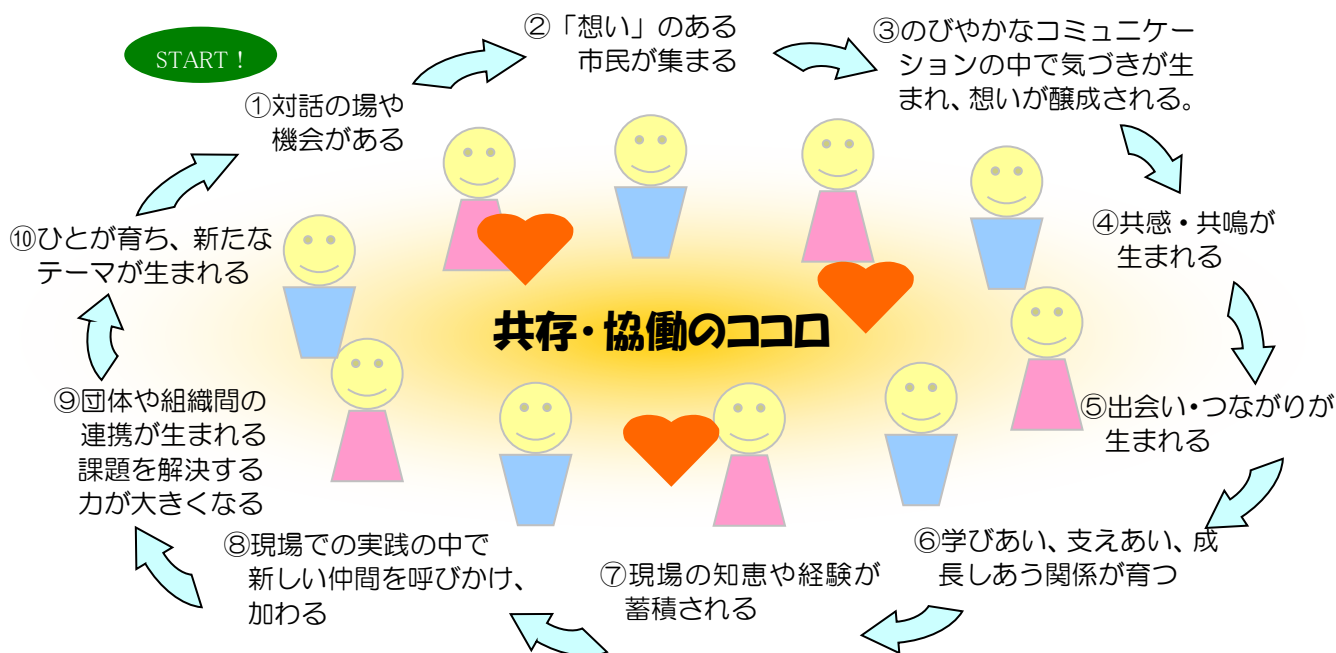 START！
①対話の場や
機会がある
②「想い」のある
市民が集まる
③のびやかなコミュニケー
ションの中で気づきが生
まれ、想いが醸成される。
④共感・共鳴が
生まれる
⑤出会い・つながりが
生まれる
⑥学びあい、支えあい、成
長しあう関係が育つ
⑦現場の知恵や経験が
蓄積される
⑧現場での実践の中で
新しい仲間を呼びかけ、
加わる
⑨団体や組織間の
連携が生まれる
課題を解決する
力が大きくなる
⑩ひとが育ち、新たな
テーマが生まれる
共存・協働のココロ